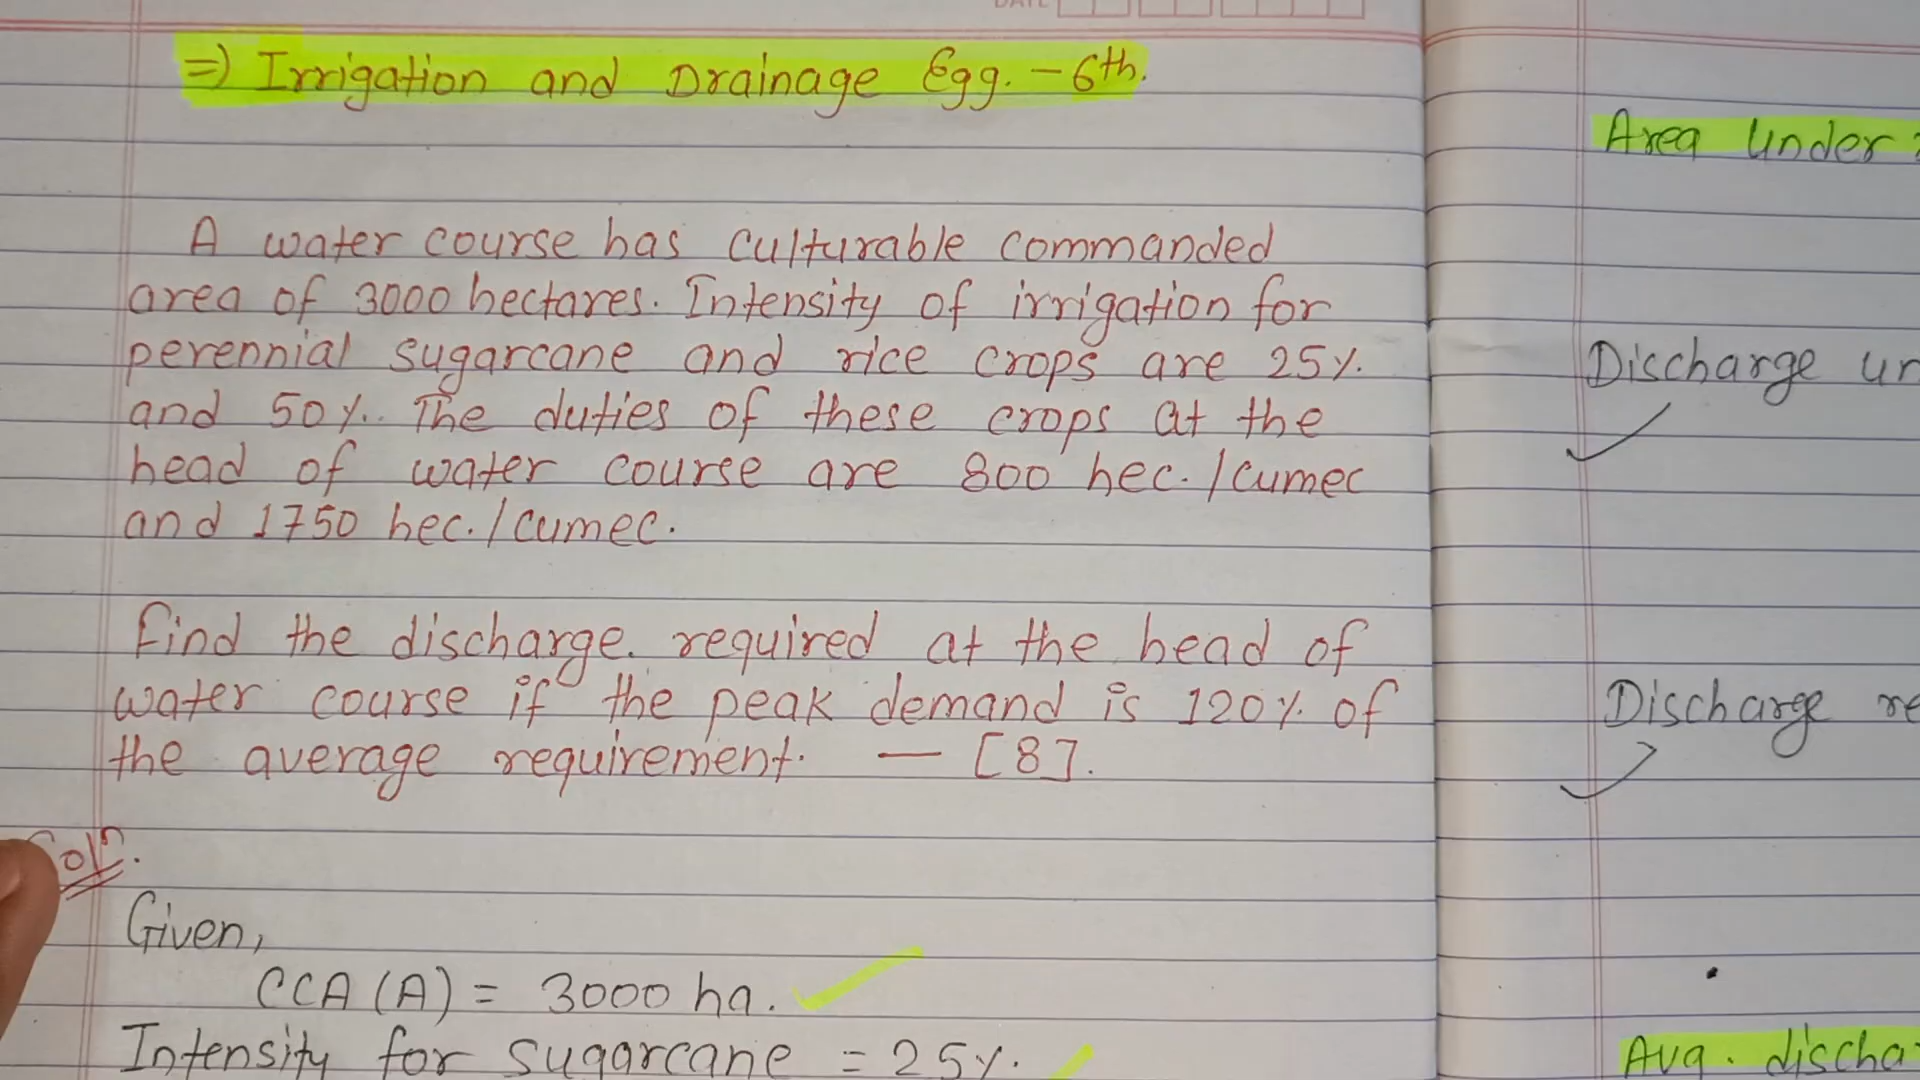 DATE
=) Irrigation and Drainage Egg. - 6th.
A water course has culturable commanded
area of 3000 hectares. Intensity of irrigation for
perennial sugarcane and rice crops are 25%.
and 50%. The duties of these crops at the
head of water course are 800 hec./cumec
and 1750 hec./cumec.
Find the discharge. required at the head of
water course if the peak demand is 120% of
the average requirement. — [8].
Soln.
Given,
CCA (A) = 3000 ha.
Intensity for sugarcane = 25%.
Area under
Discharge
Discharge
Avg.